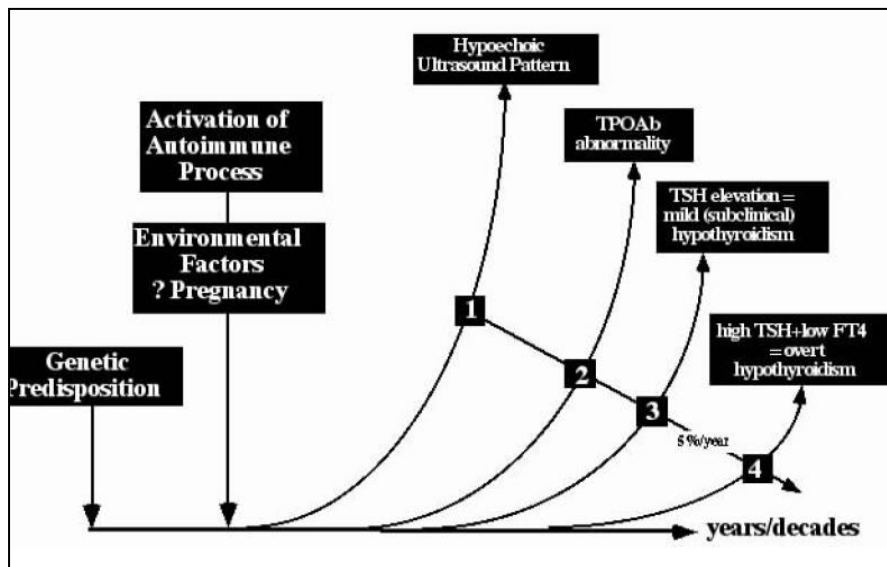 Hypoechoic
Ultrasound Pattern
Activation of
Autoimmune
Process
TPOAb
abnormality
TSH elevation =
mild (subclinical)
hypothyroidism
Environmental
Factors
? Pregnancy
1
high TSH+low FT4
= overt
hypothyroidism
Genetic
Predisposition
2
3
5 %/year
4
years/decades